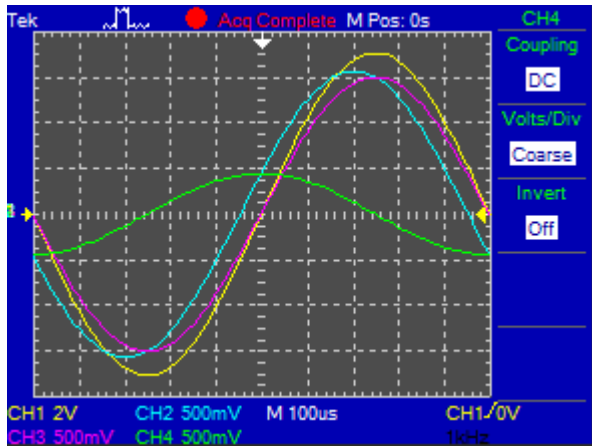 Tek Acq Complete M Pos: 0s CH4
Coupling
DC
Volts/Div
Coarse
Invert
Off
CH1 2V CH2 500mV M 100us CH1 0V
CH3 500mV CH4 500mV 1kHz